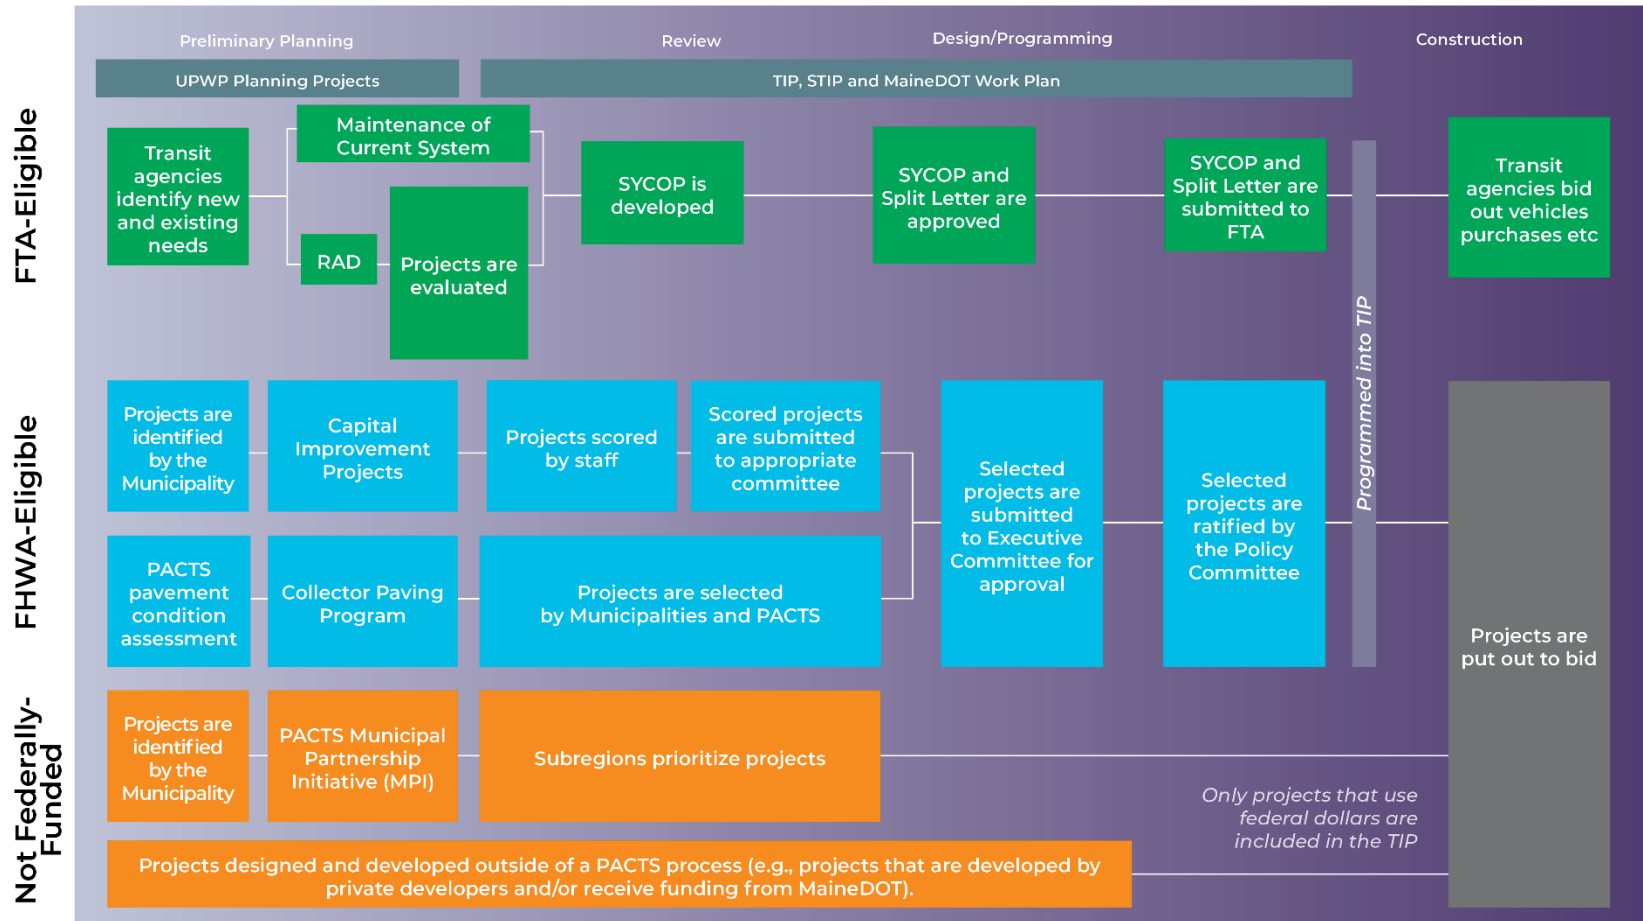 Preliminary Planning
Review
Design/Programming
Construction
UPWP Planning Projects
TIP, STIP and MaineDOT Work Plan
FTA-Eligible
Transit
agencies
identify new
and existing
needs
Maintenance of
Current System
RAD
Projects are
evaluated
SYCOP is
developed
SYCOP and
Split Letter are
approved
SYCOP and
Split Letter are
submitted to
FTA
Transit
agencies bid
out vehicles
purchases etc
Programmed into TIP
FHWA-Eligible
Projects are
identified
by the
Municipality
Capital
Improvement
Projects
Projects scored
by staff
Scored projects
are submitted
to appropriate
committee
PACTS
pavement
condition
assessment
Collector Paving
Program
Projects are selected
by Municipalities and PACTS
Selected
projects are
submitted
to Executive
Committee for
approval
Selected
projects are
ratified by
the Policy
Committee
Projects are
put out to bid
Not Federally-
Funded
Projects are
identified
by the
Municipality
PACTS Municipal
Partnership
Initiative (MPI)
Subregions prioritize projects
Only projects that use
federal dollars are
included in the TIP
Projects designed and developed outside of a PACTS process (e.g., projects that are developed by
private developers and/or receive funding from MaineDOT).